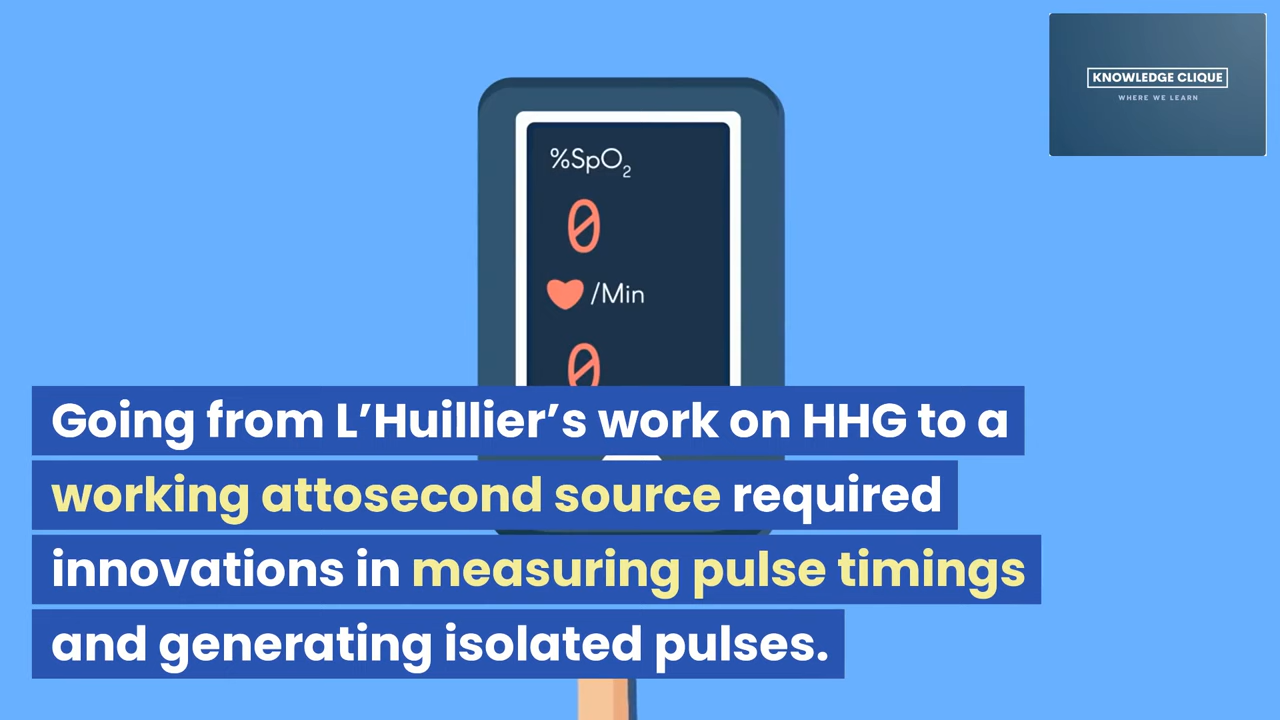 KNOWLEDGE CLIQUE
WHERE WE LEARN
%SpO₂
0
/Min
0
Going from L’Huillier’s work on HHG to a
working attosecond source required
innovations in measuring pulse timings
and generating isolated pulses.